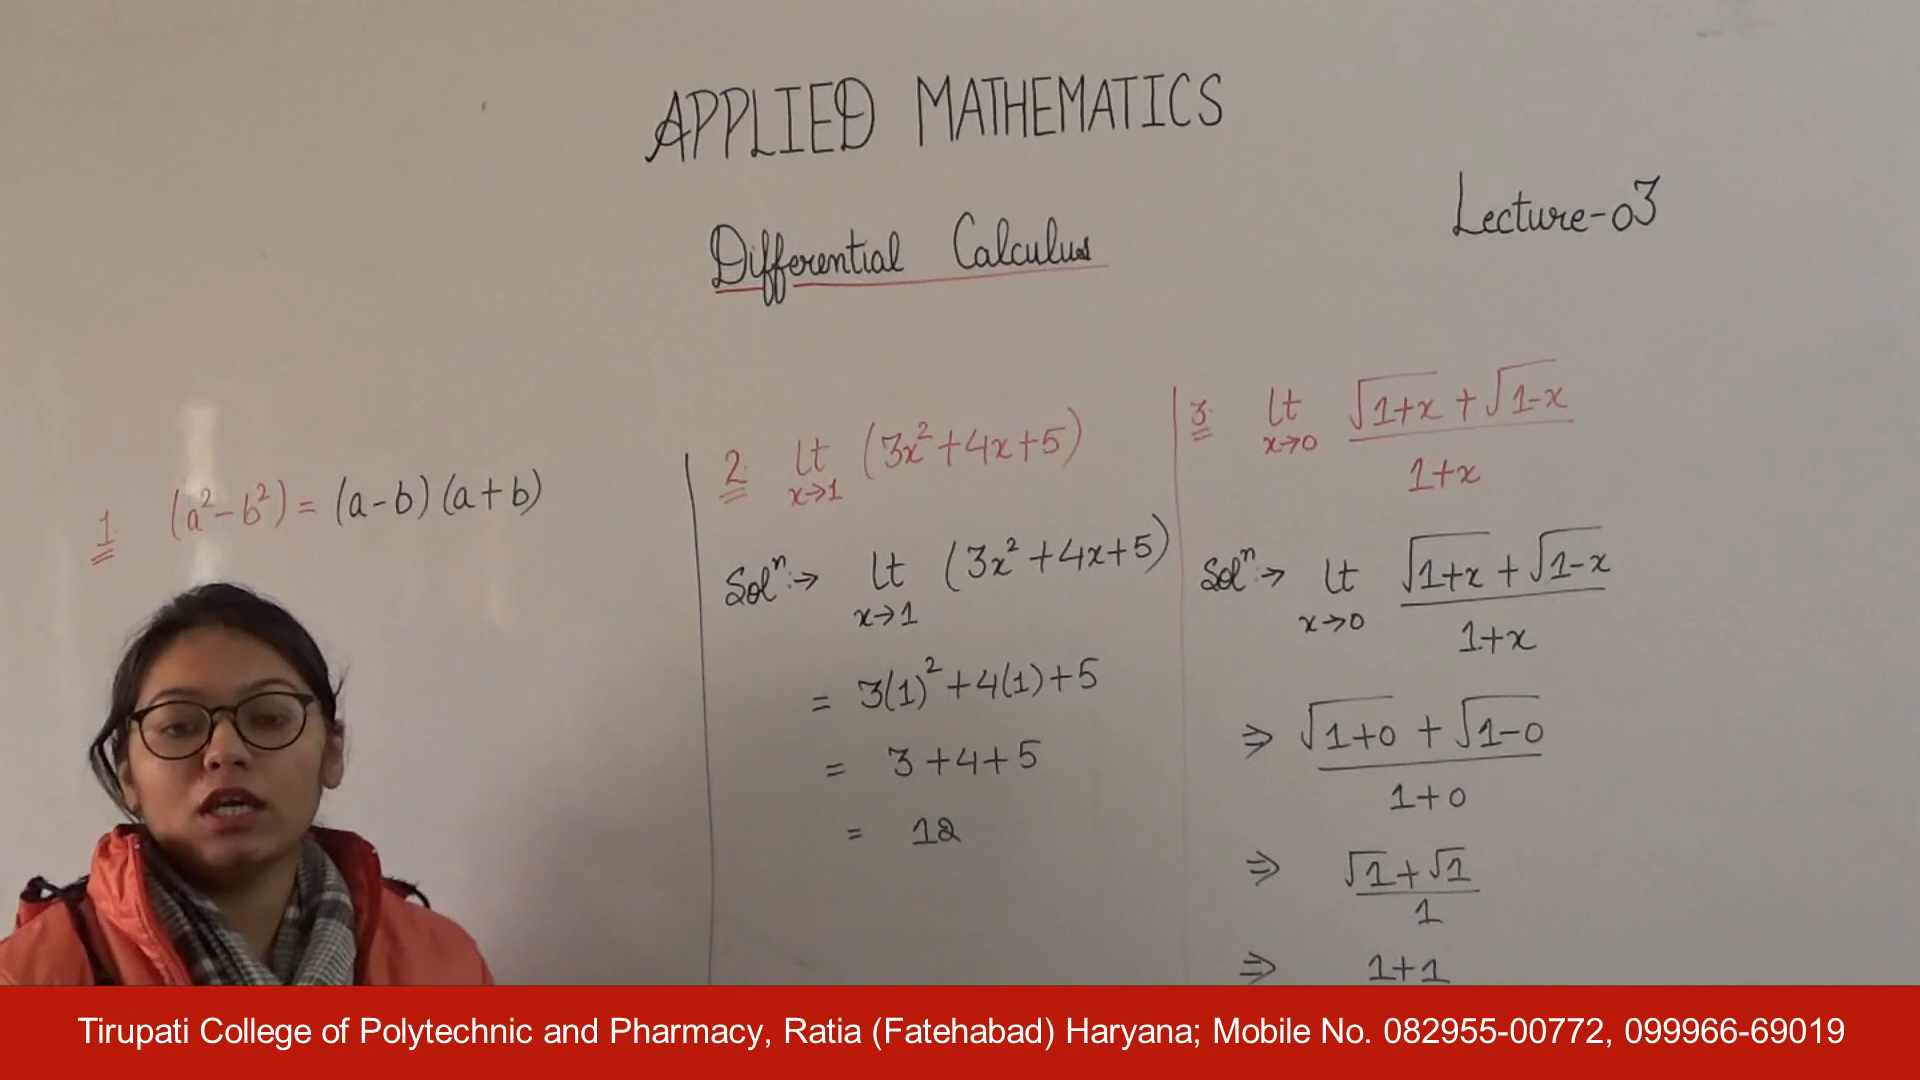 APPLIED MATHEMATICS
Differential Calculus
Lecture-03
1. (a²-b²) = (a-b) (a+b)
2. lt (3x²+4x+5)
x→1
Solⁿ:→ lt (3x²+4x+5)
x→1
= 3(1)²+4(1)+5
= 3+4+5
= 12
3. lt √1+x + √1-x
x→0
1+x
Solⁿ:→ lt √1+x + √1-x
x→0
1+x
⇒ √1+0 + √1-0
1+0
⇒ √1+√1
1
⇒ 1+1
Tirupati College of Polytechnic and Pharmacy, Ratia (Fatehabad) Haryana; Mobile No. 082955-00772, 099966-69019